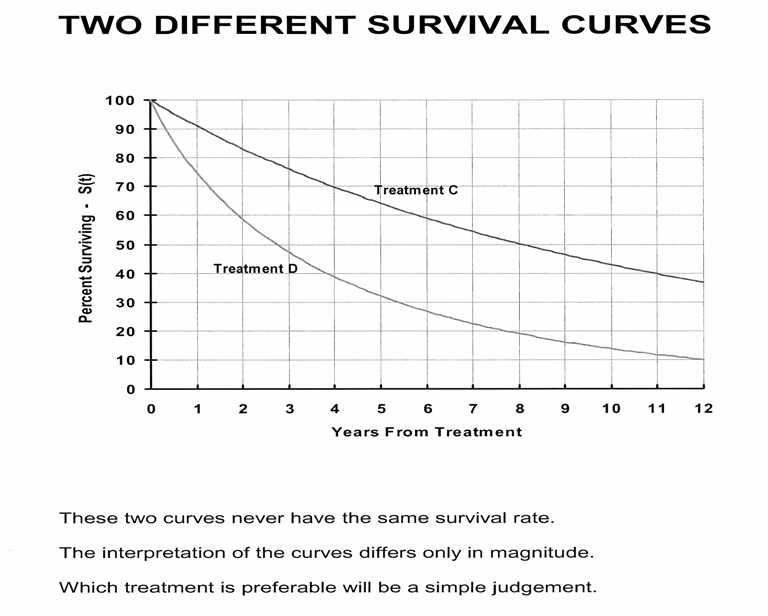 TWO DIFFERENT SURVIVAL CURVES
100
90
80
70
60
50
40
30
20
10
0
Percent Surviving - S(t)
Treatment C
Treatment D
0 1 2 3 4 5 6 7 8 9 10 11 12
Years From Treatment
These two curves never have the same survival rate.
The interpretation of the curves differs only in magnitude.
Which treatment is preferable will be a simple judgement.